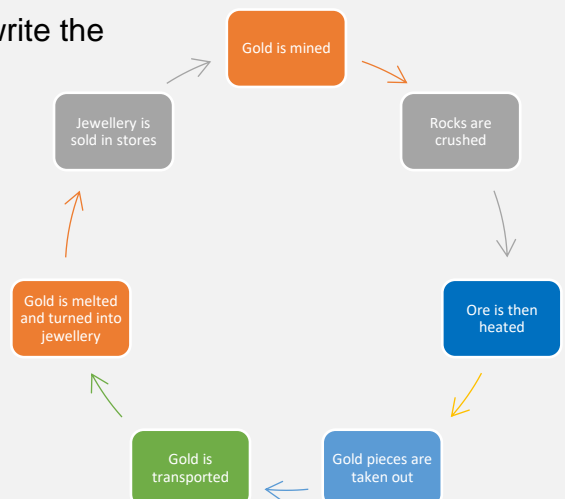 write the
Gold is mined
Rocks are
crushed
Ore is then
heated
Gold pieces are
taken out
Gold is
transported
Gold is melted
and turned into
jewellery
Jewellery is
sold in stores